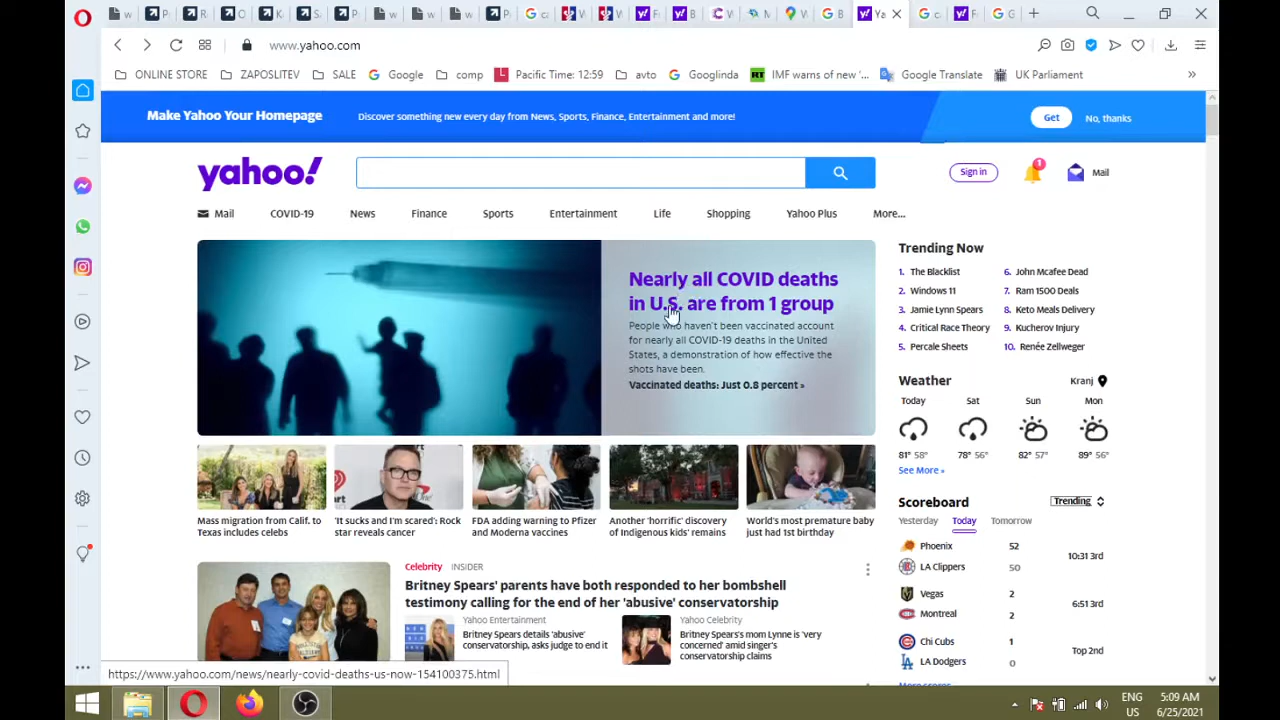 www.yahoo.com
ONLINE STORE
ZAPOSLITEV
SALE
Google
comp
Pacific Time: 12:59
avto
Googlinda
RT
IMF warns of new '...
Google Translate
UK Parliament
»
Make Yahoo Your Homepage
Discover something new every day from News, Sports, Finance, Entertainment and more!
Get
No, thanks
yahoo!
Sign in
1
Mail
Mail
COVID-19
News
Finance
Sports
Entertainment
Life
Shopping
Yahoo Plus
More...
Nearly all COVID deaths
in U.S. are from 1 group
People who haven't been vaccinated account
for nearly all COVID-19 deaths in the United
States, a demonstration of how effective the
shots have been.
Vaccinated deaths: Just 0.8 percent »
Mass migration from Calif. to
Texas includes celebs
'It sucks and I'm scared': Rock
star reveals cancer
FDA adding warning to Pfizer
and Moderna vaccines
Another 'horrific' discovery
of Indigenous kids' remains
World's most premature baby
just had 1st birthday
Celebrity INSIDER
Britney Spears' parents have both responded to her bombshell
testimony calling for the end of her 'abusive' conservatorship
Yahoo Entertainment
Britney Spears details 'abusive'
conservatorship, asks judge to end it
Yahoo Celebrity
Britney Spears's mom Lynne is 'very
concerned' amid singer's
conservatorship claims
Trending Now
1. The Blacklist
2. Windows 11
3. Jamie Lynn Spears
4. Critical Race Theory
5. Percale Sheets
6. John Mcafee Dead
7. Ram 1500 Deals
8. Keto Meals Delivery
9. Kucherov Injury
10. Renée Zellweger
Weather
Kranj
Today Sat Sun Mon
81° 58° 78° 56° 82° 57° 89° 56°
See More »
Scoreboard
Trending
Yesterday Today Tomorrow
Phoenix 52
LA Clippers 50
10:31 3rd
Vegas 2
Montreal 2
6:51 3rd
Chi Cubs 1
LA Dodgers 0
Top 2nd
More scores
https://www.yahoo.com/news/nearly-covid-deaths-us-now-154100375.html
ENG
US
5:09 AM
6/25/2021